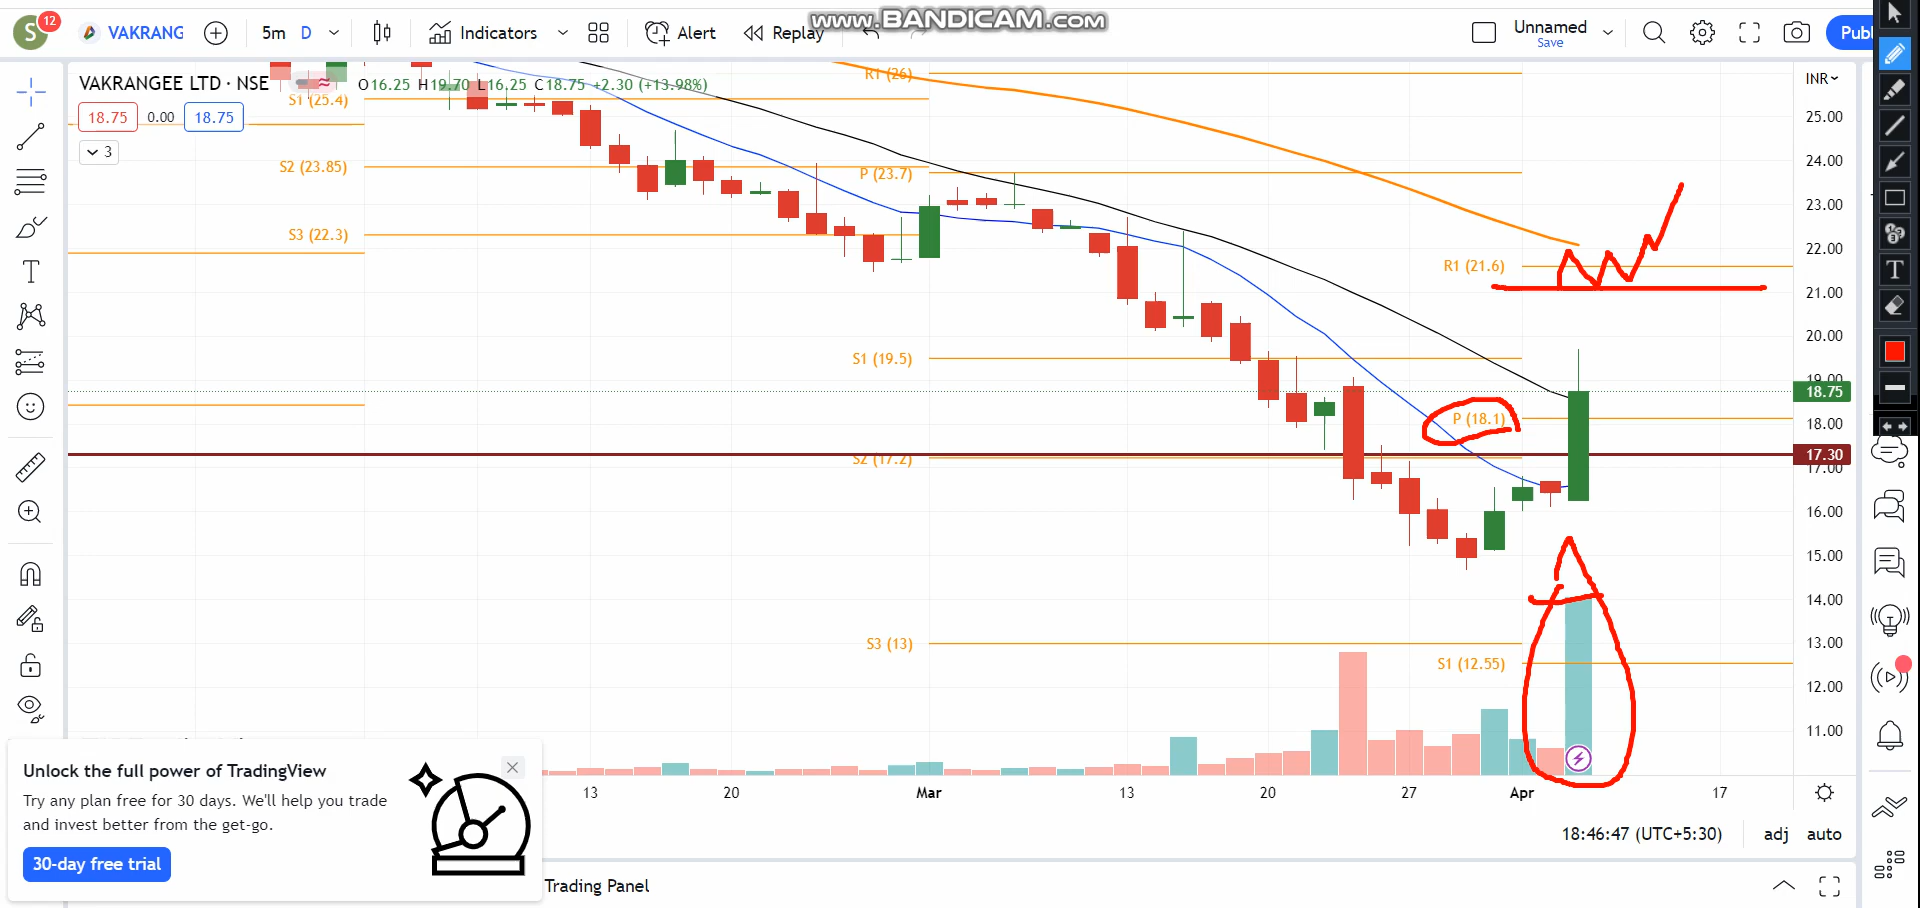 S 12 VAKRANG 5m D Indicators Alert Replay Unnamed Save Publ
www.BANDICAM.com
VAKRANGEE LTD · NSE O16.25 H19.70 L16.25 C18.75 +2.30 (+13.98%) INR
18.75 0.00 18.75
3
R1 (26)
S1 (25.4)
S2 (23.85)
P (23.7)
S3 (22.3)
R1 (21.6)
S1 (19.5)
P (18.1)
S2 (17.2)
S3 (13)
S1 (12.55)
25.00
24.00
23.00
22.00
21.00
20.00
19.00
18.75
18.00
17.30
17.00
16.00
15.00
14.00
13.00
12.00
11.00
13 20 Mar 13 20 27 Apr 17
18:46:47 (UTC+5:30) adj auto
Unlock the full power of TradingView
Try any plan free for 30 days. We'll help you trade
and invest better from the get-go.
30-day free trial
Trading Panel
T
T